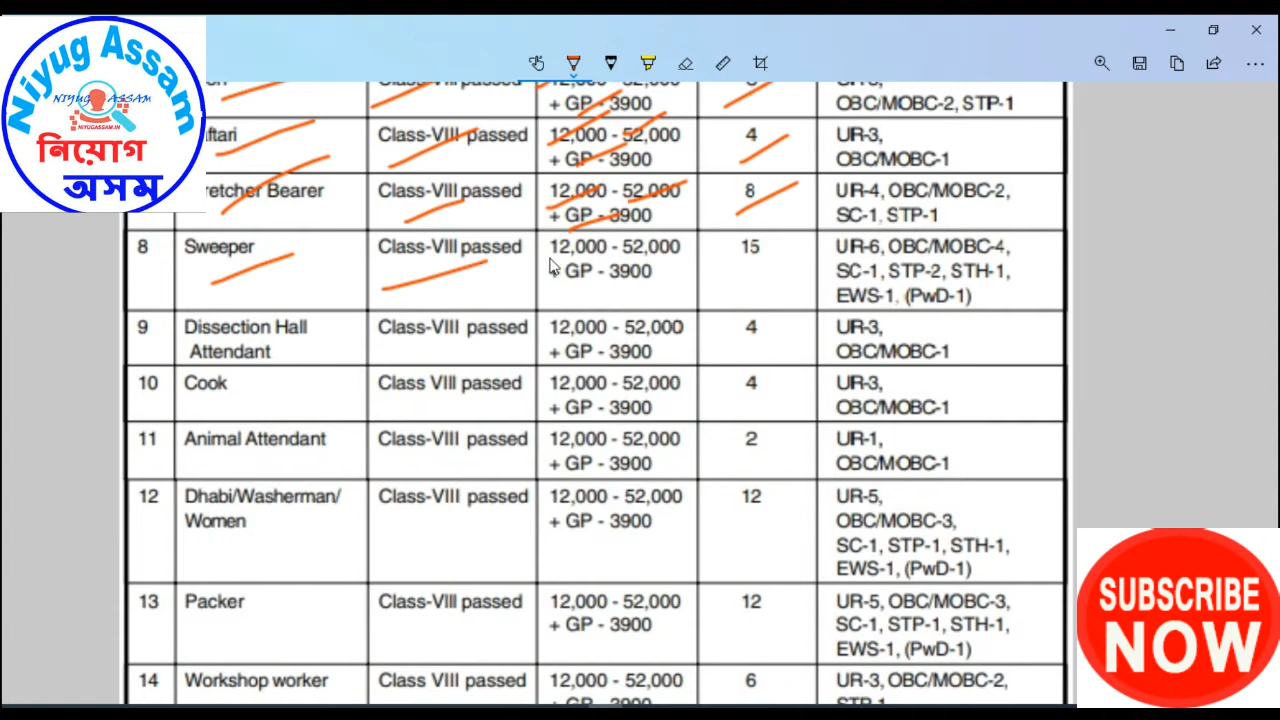 Niyug Assam
NIYUG ASSAM
NIYUGASSAM.IN
নিয়োগ
অসম
+ GP - 3900
OBC/MOBC-2, STP-1
Class-VIII passed
12,000 - 52,000
4
UR-3,
+ GP - 3900
OBC/MOBC-1
Bearer
Class-VIII passed
12,000 - 52,000
8
UR-4, OBC/MOBC-2,
+ GP - 3900
SC-1, STP-1
8
Sweeper
Class-VIII passed
12,000 - 52,000
15
UR-6, OBC/MOBC-4,
+ GP - 3900
SC-1, STP-2, STH-1,
EWS-1, (PwD-1)
9
Dissection Hall
Class-VIII passed
12,000 - 52,000
4
UR-3,
Attendant
+ GP - 3900
OBC/MOBC-1
10
Cook
Class VIII passed
12,000 - 52,000
4
UR-3,
+ GP - 3900
OBC/MOBC-1
11
Animal Attendant
Class-VIII passed
12,000 - 52,000
2
UR-1,
+ GP - 3900
OBC/MOBC-1
12
Dhabi/Washerman/
Class-VIII passed
12,000 - 52,000
12
UR-5,
Women
+ GP - 3900
OBC/MOBC-3,
SC-1, STP-1, STH-1,
EWS-1, (PwD-1)
13
Packer
Class-VIII passed
12,000 - 52,000
12
UR-5, OBC/MOBC-3,
+ GP - 3900
SC-1, STP-1, STH-1,
EWS-1, (PwD-1)
14
Workshop worker
Class VIII passed
12,000 - 52,000
6
UR-3, OBC/MOBC-2,
SUBSCRIBE
NOW